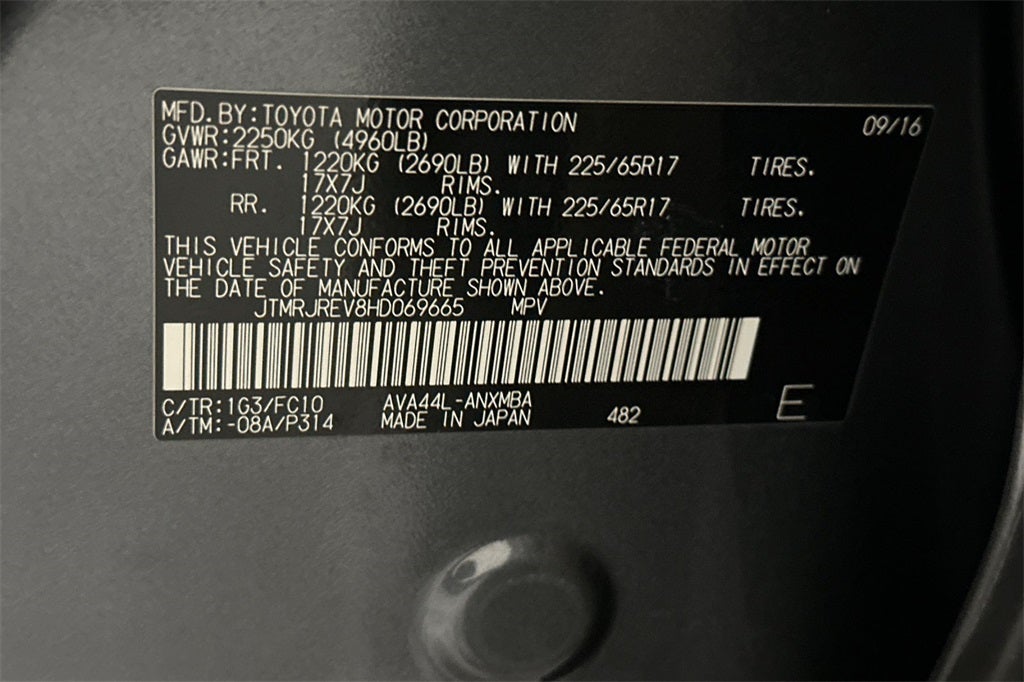 MFD. BY: TOYOTA MOTOR CORPORATION 09/16
GVWR: 2250KG (4960LB)
GAWR: FRT. 1220KG (2690LB) WITH 225/65R17 TIRES.
17X7J RIMS.
RR. 1220KG (2690LB) WITH 225/65R17 TIRES.
17X7J RIMS.
THIS VEHICLE CONFORMS TO ALL APPLICABLE FEDERAL MOTOR
VEHICLE SAFETY AND THEFT PREVENTION STANDARDS IN EFFECT ON
THE DATE OF MANUFACTURE SHOWN ABOVE.
JTMRJREV8HD069665 MPV
C/TR: 1G3/FC10 AVA44L-ANXMBA
A/TM: -08A/P314 MADE IN JAPAN 482 E